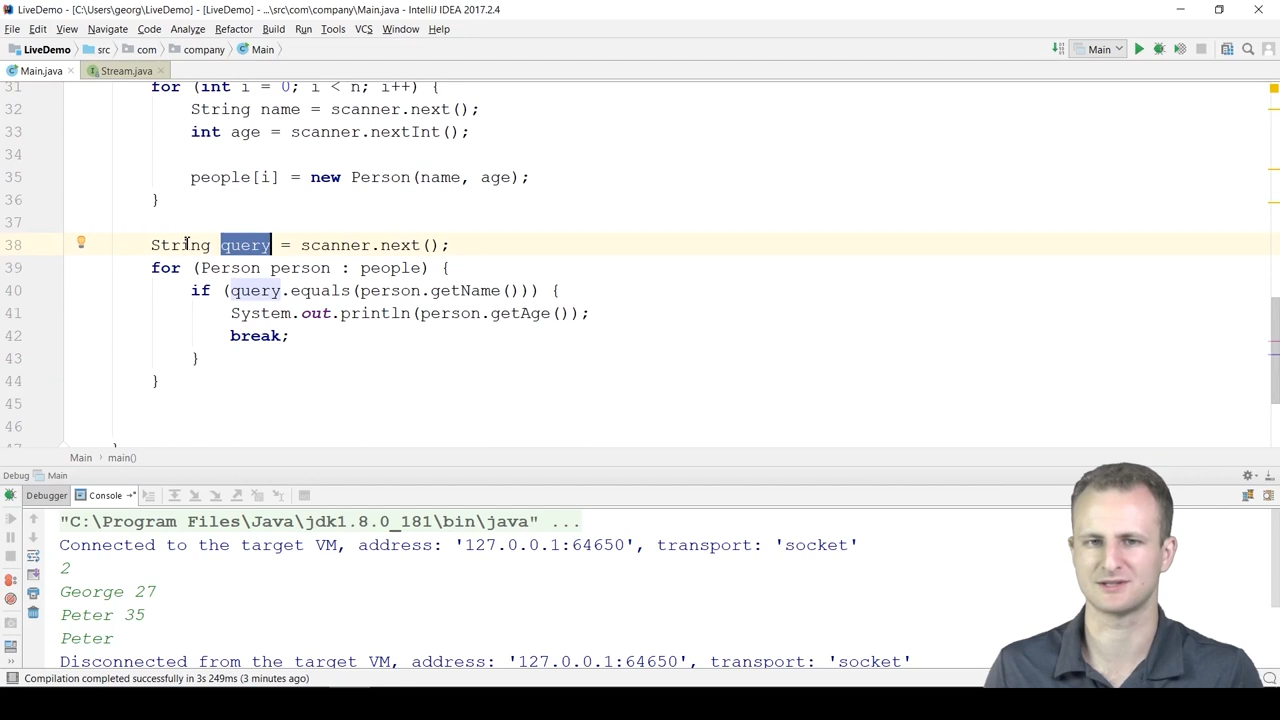 LiveDemo - [C:\Users\georg\LiveDemo] - [LiveDemo] - ...\src\com\company\Main.java - IntelliJ IDEA 2017.2.4
File Edit View Navigate Code Analyze Refactor Build Run Tools VCS Window Help
LiveDemo src com company Main Main
Main.java Stream.java
31 for (int i = 0; i < n; i++) {
32 String name = scanner.next();
33 int age = scanner.nextInt();
34
35 people[i] = new Person(name, age);
36 }
37
38 String query = scanner.next();
39 for (Person person : people) {
40 if (query.equals(person.getName())) {
41 System.out.println(person.getAge());
42 break;
43 }
44 }
45
46
47 }
Main main()
Debug Main
Debugger Console
"C:\Program Files\Java\jdk1.8.0_181\bin\java" ...
Connected to the target VM, address: '127.0.0.1:64650', transport: 'socket'
2
George 27
Peter 35
Peter
Disconnected from the target VM, address: '127.0.0.1:64650', transport: 'socket'
Compilation completed successfully in 3s 249ms (3 minutes ago)